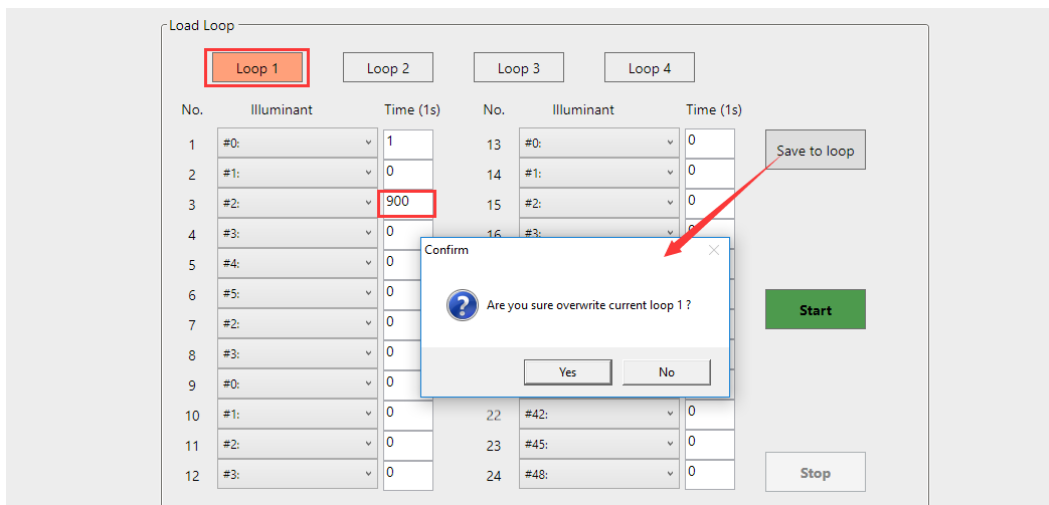 Load Loop
Loop 1 Loop 2 Loop 3 Loop 4
No. Illuminant Time (1s) No. Illuminant Time (1s)
1 #0: 1 13 #0: 0
Save to loop
2 #1: 0 14 #1: 0
3 #2: 900 15 #2: 0
4 #3: 0 16 #3:
Confirm
5 #4: 0
6 #5: 0
Are you sure overwrite current loop 1 ?
Start
7 #2: 0
8 #3: 0
Yes No
9 #0: 0
10 #1: 0 22 #42: 0
11 #2: 0 23 #45: 0
12 #3: 0 24 #48: 0
Stop